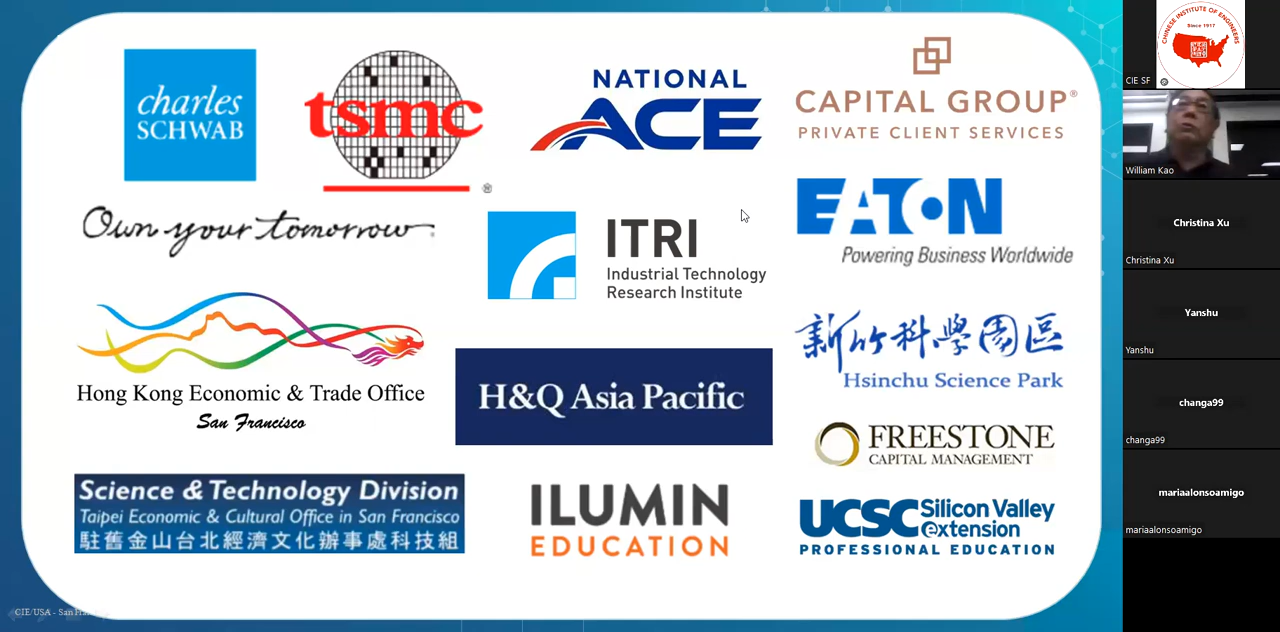 charles
SCHWAB
Own your tomorrow
tsmc
NATIONAL
ACE
CAPITAL GROUP®
PRIVATE CLIENT SERVICES
ITRI
Industrial Technology
Research Institute
EATON
Powering Business Worldwide
Hong Kong Economic & Trade Office
San Francisco
H&Q Asia Pacific
新竹科學園區
Hsinchu Science Park
FREESTONE
CAPITAL MANAGEMENT
Science & Technology Division
Taipei Economic & Cultural Office in San Francisco
駐舊金山台北經濟文化辦事處科技組
ILUMIN
EDUCATION
UCSC Silicon Valley
extension
PROFESSIONAL EDUCATION
CIE/USA - San
CHINESE INSTITUTE OF ENGINEERS
Since 1917
CIE SF
William Kao
Christina Xu
Christina Xu
Yanshu
Yanshu
changa99
changa99
mariaalonsoamigo
mariaalonsoamigo